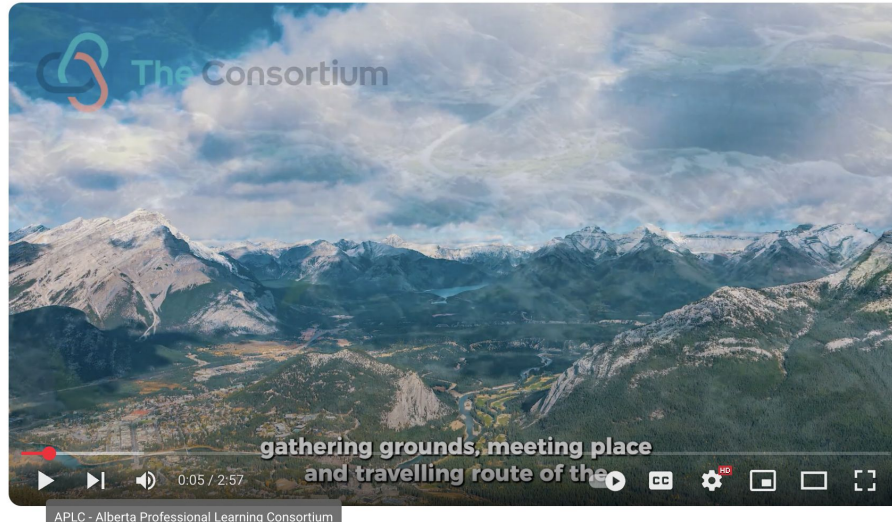 The Consortium
gathering grounds, meeting place
and travelling route of the
0:05 / 2:57
CC
HD
APLC - Alberta Professional Learning Consortium